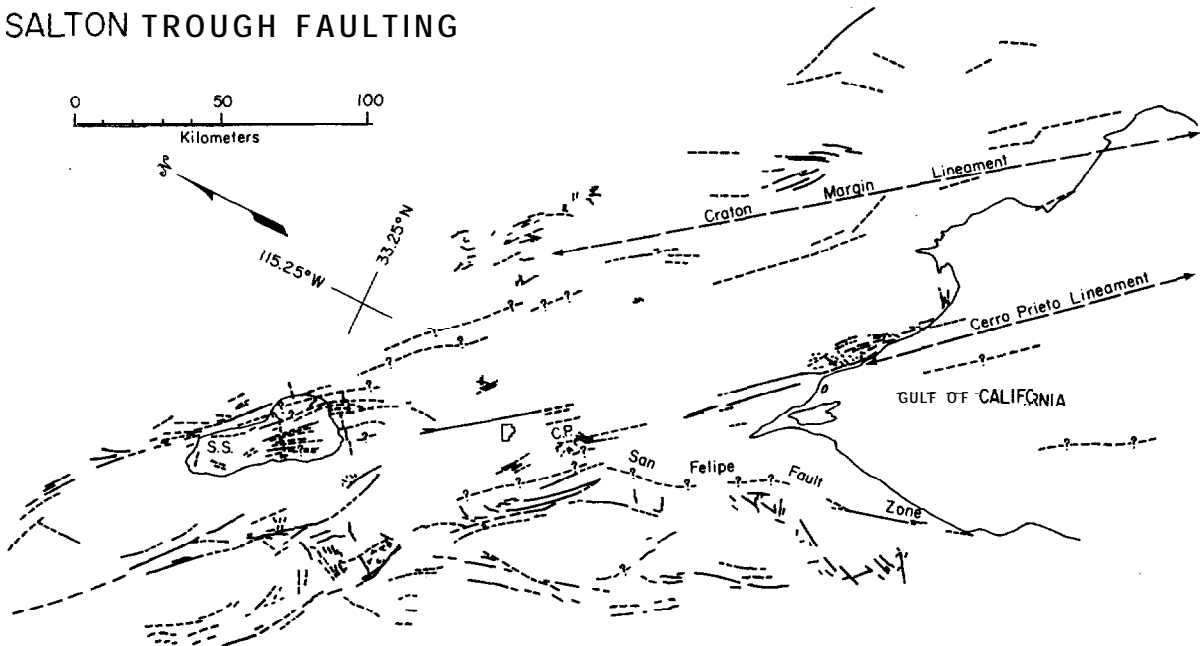 SALTON TROUGH FAULTING
0 50 100
Kilometers
N
115.25°W
33.25°N
Craton Margin Lineament
Cerro Prieto Lineament
GULF OF CALIFORNIA
S.S.
C.P.
San Felipe Fault Zone
? ? ?
? ?
?
?
? ?
? ?
? ? ? ?
?